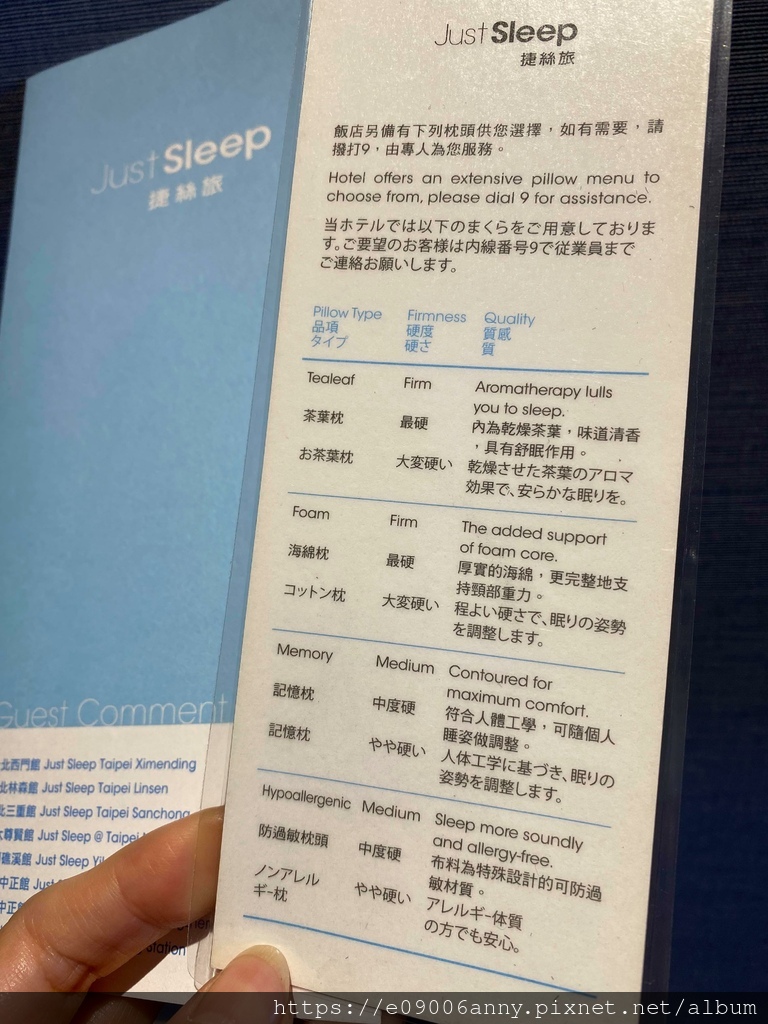 Just Sleep
捷絲旅
飯店另備有下列枕頭供您選擇，如有需要，請
撥打9，由專人為您服務。
Hotel offers an extensive pillow menu to
choose from, please dial 9 for assistance.
当ホテルでは以下のまくらをご用意しておりま
す。ご要望のお客様は内線番号9で従業員まで
ご連絡お願いします。
Pillow Type Firmness Quality
品項 硬度 質感
タイプ 硬さ 質
Tealeaf Firm Aromatherapy lulls
you to sleep.
茶葉枕 最硬 內為乾燥茶葉，味道清香
，具有舒眠作用。
お茶葉枕 大変硬い 乾燥させた茶葉のアロマ
効果で、安らかな眠りを。
Foam Firm The added support
of foam core.
海綿枕 最硬 厚實的海綿，更完整地支
持頸部重力。
コットン枕 大変硬い 程よい硬さで、眠りの姿勢
を調整します。
Memory Medium Contoured for
maximum comfort.
記憶枕 中度硬 符合人體工學，可隨個人
睡姿做調整。
記憶枕 やや硬い 人体工学に基づき、眠りの
姿勢を調整します。
Hypoallergenic Medium Sleep more soundly
and allergy-free.
防過敏枕頭 中度硬 布料為特殊設計的可防過
敏材質。
ノンアレル やや硬い アレルギー体質
ギー枕 の方でも安心。
Just Sleep
捷絲旅
Guest Comment
北西門館 Just Sleep Taipei Ximending
北林森館 Just Sleep Taipei Linsen
北三重館 Just Sleep Taipei Sanchong
大尊賢館 Just Sleep @ Taipei
礁溪館 Just Sleep
中正館 Just
中正
Station
https://e09006anny.pixnet.net/album